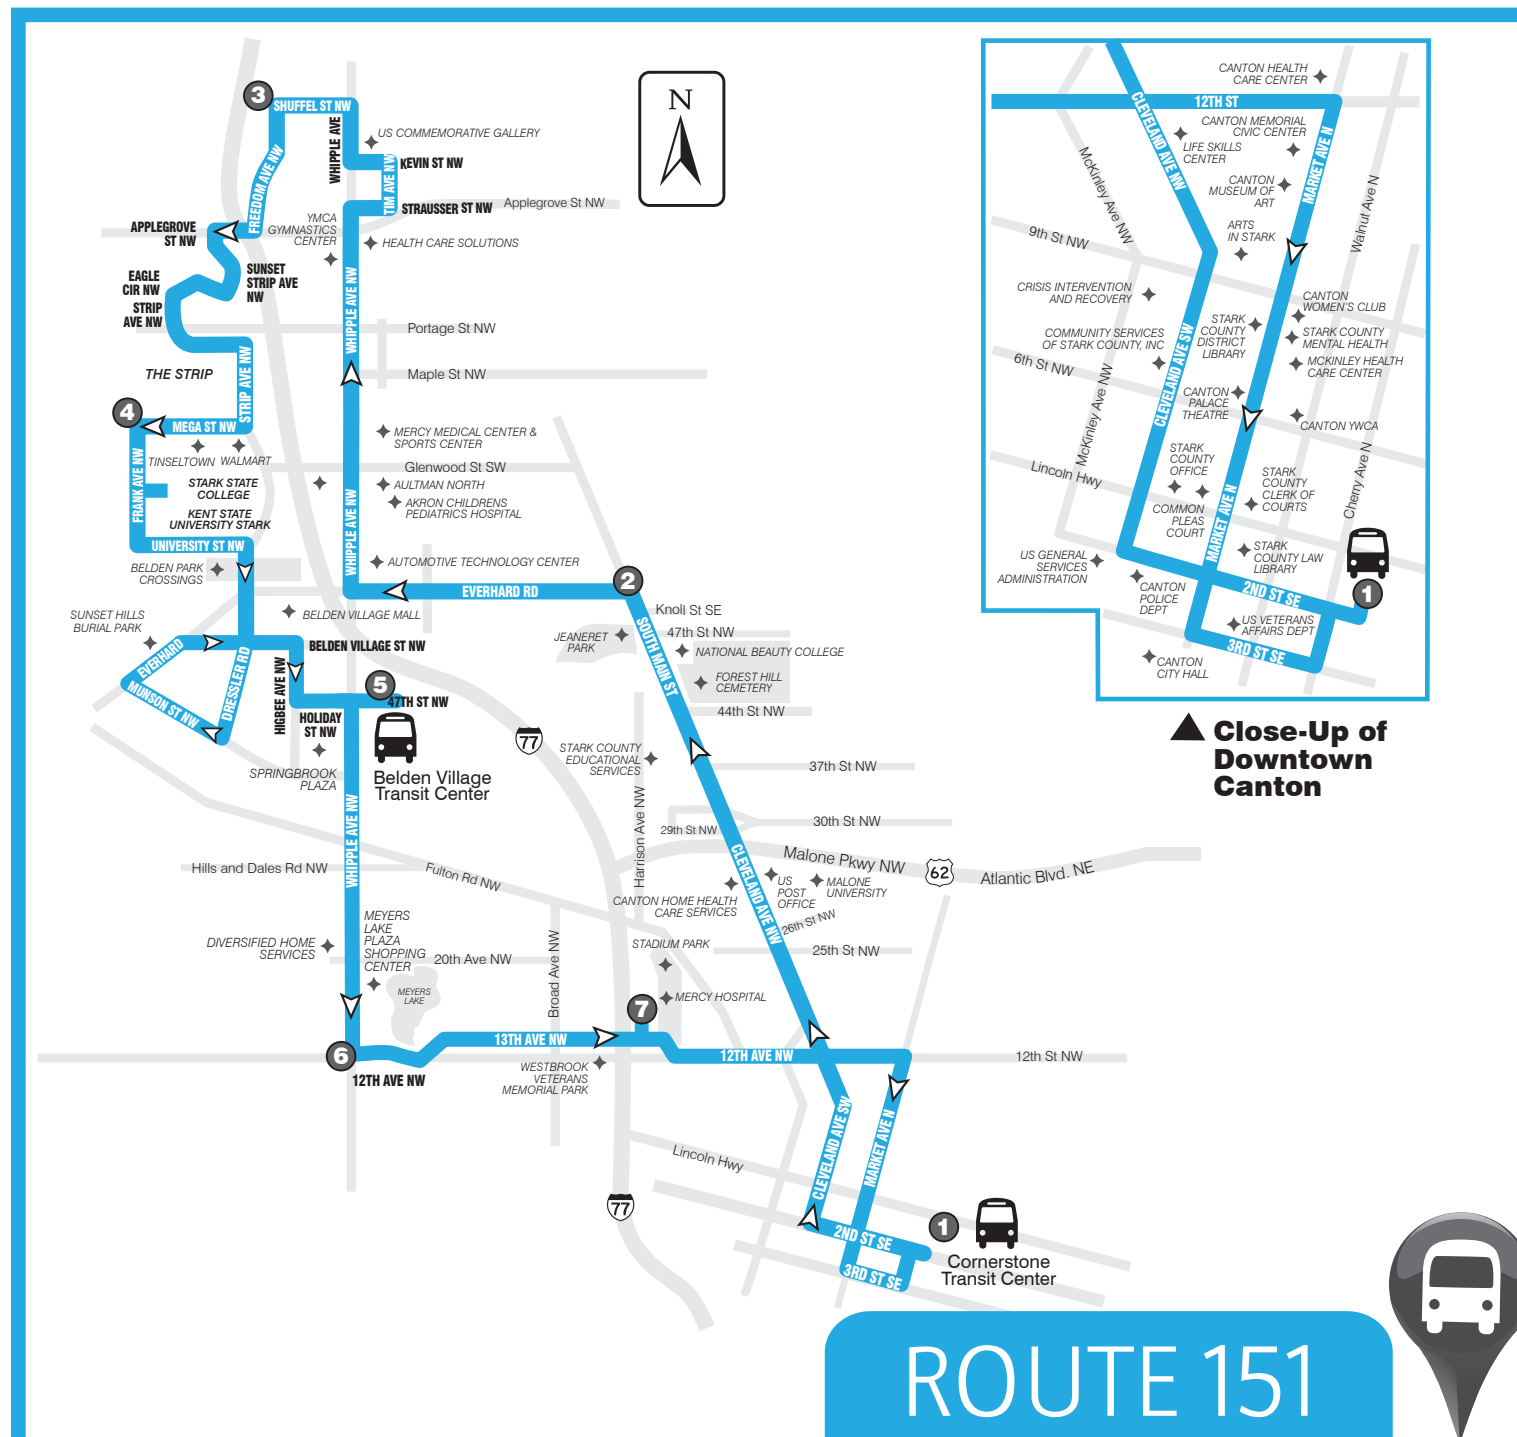 3
SHUFFEL ST NW
WHIPPLE AVE
US COMMEMORATIVE GALLERY
KEVIN ST NW
TIM AVE NW
STRAUSSER ST NW
Applegrove St NW
FREEDOM AVE NW
APPLEGROVE
ST NW
YMCA
GYMNASTICS
CENTER
HEALTH CARE SOLUTIONS
SUNSET
STRIP AVE
NW
EAGLE
CIR NW
STRIP
AVE NW
WHIPPLE AVE NW
Portage St NW
THE STRIP
STRIP AVE NW
Maple St NW
4
MEGA ST NW
TINSELTOWN
WALMART
MERCY MEDICAL CENTER &
SPORTS CENTER
Glenwood St SW
FRANK AVE NW
STARK STATE
COLLEGE
KENT STATE
UNIVERSITY STARK
AULTMAN NORTH
AKRON CHILDRENS
PEDIATRICS HOSPITAL
WHIPPLE AVE NW
UNIVERSITY ST NW
BELDEN PARK
CROSSINGS
AUTOMOTIVE TECHNOLOGY CENTER
EVERHARD RD
2
Knoll St SE
SUNSET HILLS
BURIAL PARK
BELDEN VILLAGE MALL
JEANERET
PARK
47th St NW
NATIONAL BEAUTY COLLEGE
SOUTH MAIN ST
FOREST HILL
CEMETERY
44th St NW
EVERHARD
MUNSON ST NW
DRESSLER RD
BELDEN VILLAGE ST NW
HIGBEE AVE NW
5
47TH ST NW
HOLIDAY
ST NW
SPRINGBROOK
PLAZA
Belden Village
Transit Center
77
STARK COUNTY
EDUCATIONAL
SERVICES
37th St NW
WHIPPLE AVE NW
Harrison Ave NW
29th St NW
30th St NW
Hills and Dales Rd NW
Fulton Rd NW
CLEVELAND AVE NW
Malone Pkwy NW
62
Atlantic Blvd. NE
CANTON HOME HEALTH
CARE SERVICES
US
POST
OFFICE
MALONE
UNIVERSITY
26th St NW
25th St NW
DIVERSIFIED HOME
SERVICES
MEYERS
LAKE
PLAZA
SHOPPING
CENTER
20th Ave NW
MEYERS
LAKE
Broad Ave NW
STADIUM PARK
MERCY HOSPITAL
7
6
13TH AVE NW
12TH AVE NW
12TH AVE NW
12th St NW
WESTBROOK
VETERANS
MEMORIAL PARK
Lincoln Hwy
CLEVELAND AVE SW
MARKET AVE N
77
2ND ST SE
3RD ST SE
1
Cornerstone
Transit Center
CANTON HEALTH
CARE CENTER
12TH ST
CLEVELAND AVE NW
CANTON MEMORIAL
CIVIC CENTER
LIFE SKILLS
CENTER
MARKET AVE N
McKinley Ave NW
CANTON
MUSEUM OF
ART
Walnut Ave N
ARTS
IN STARK
9th St NW
CRISIS INTERVENTION
AND RECOVERY
CANTON
WOMEN'S CLUB
STARK
COUNTY
DISTRICT
LIBRARY
STARK COUNTY
MENTAL HEALTH
COMMUNITY SERVICES
OF STARK COUNTY, INC
MCKINLEY HEALTH
CARE CENTER
6th St NW
CLEVELAND AVE SW
McKinley Ave NW
CANTON
PALACE
THEATRE
CANTON YWCA
STARK
COUNTY
OFFICE
Lincoln Hwy
COMMON
PLEAS
COURT
STARK
COUNTY
CLERK OF
COURTS
MARKET AVE N
Cherry Ave N
US GENERAL
SERVICES
ADMINISTRATION
STARK
COUNTY LAW
LIBRARY
CANTON
POLICE
DEPT
2ND ST SE
1
US VETERANS
AFFAIRS DEPT
3RD ST SE
CANTON
CITY HALL
N
Close-Up of
Downtown
Canton
ROUTE 151